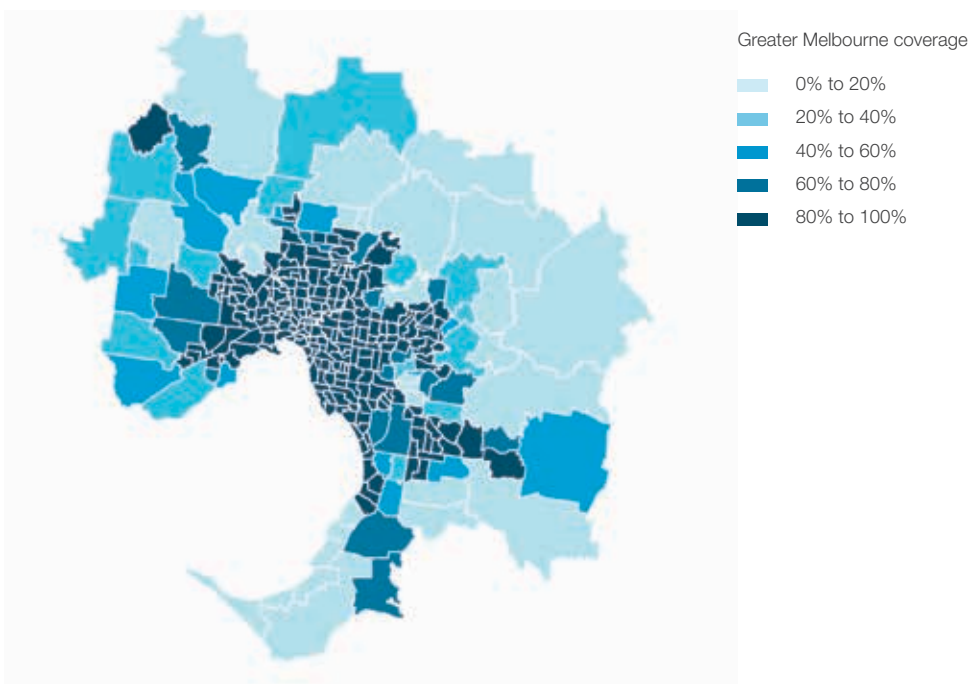 Greater Melbourne coverage
0% to 20%
20% to 40%
40% to 60%
60% to 80%
80% to 100%